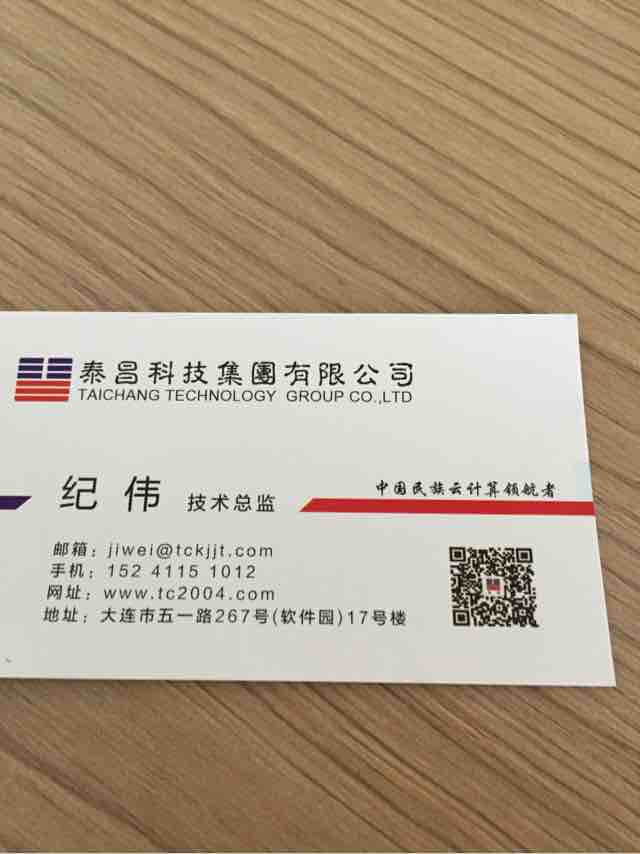 泰昌科技集團有限公司
TAICHANG TECHNOLOGY GROUP CO.,LTD
纪伟 技术总监
中国民族云计算领航者
邮箱：jiwei@tckjjt.com
手机：152 4115 1012
网址：www.tc2004.com
地址：大连市五一路267号(软件园)17号楼